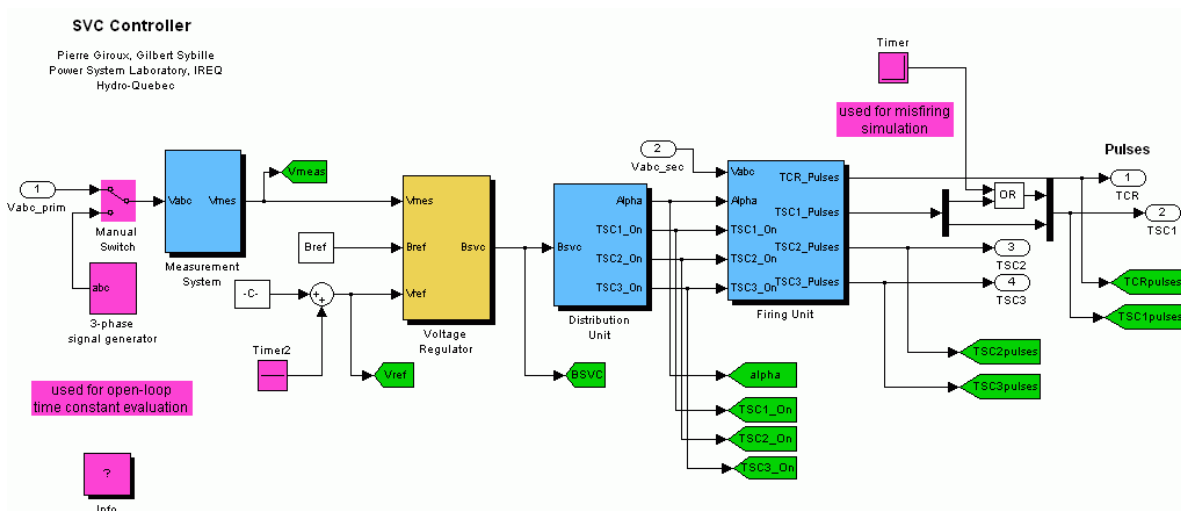 SVC Controller
Pierre Giroux, Gilbert Sybille
Power System Laboratory, IREQ
Hydro-Quebec
Timer
used for misfiring
simulation
Pulses
1
Vabc_prim
Manual
Switch
abc
3-phase
signal generator
Vabc
Vmes
Measurement
System
Vmeas
Bref
-C-
+
+
Timer2
Vref
Vmes
Bref
Vref
Bsvc
Voltage
Regulator
BSVC
Bsvc
Alpha
TSC1_On
TSC2_On
TSC3_On
Distribution
Unit
2
Vabc_sec
Vabc
Alpha
TSC1_On
TSC2_On
TSC3_On
TCR_Pulses
TSC1_Pulses
TSC2_Pulses
TSC3_Pulses
Firing Unit
OR
1
TCR
2
TSC1
3
TSC2
4
TSC3
TCRpulses
TSC1pulses
TSC2pulses
TSC3pulses
alpha
TSC1_On
TSC2_On
TSC3_On
used for open-loop
time constant evaluation
?
Info